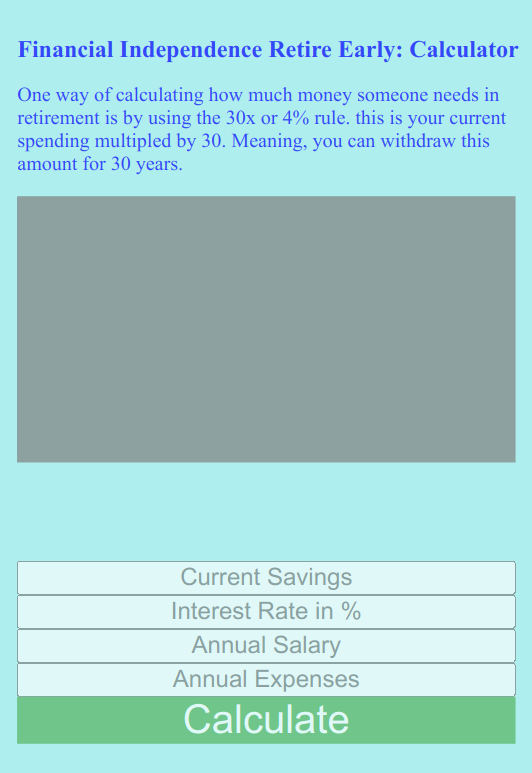 Financial Independence Retire Early: Calculator
One way of calculating how much money someone needs in
retirement is by using the 30x or 4% rule. this is your current
spending multipled by 30. Meaning, you can withdraw this
amount for 30 years.
Current Savings
Interest Rate in %
Annual Salary
Annual Expenses
Calculate